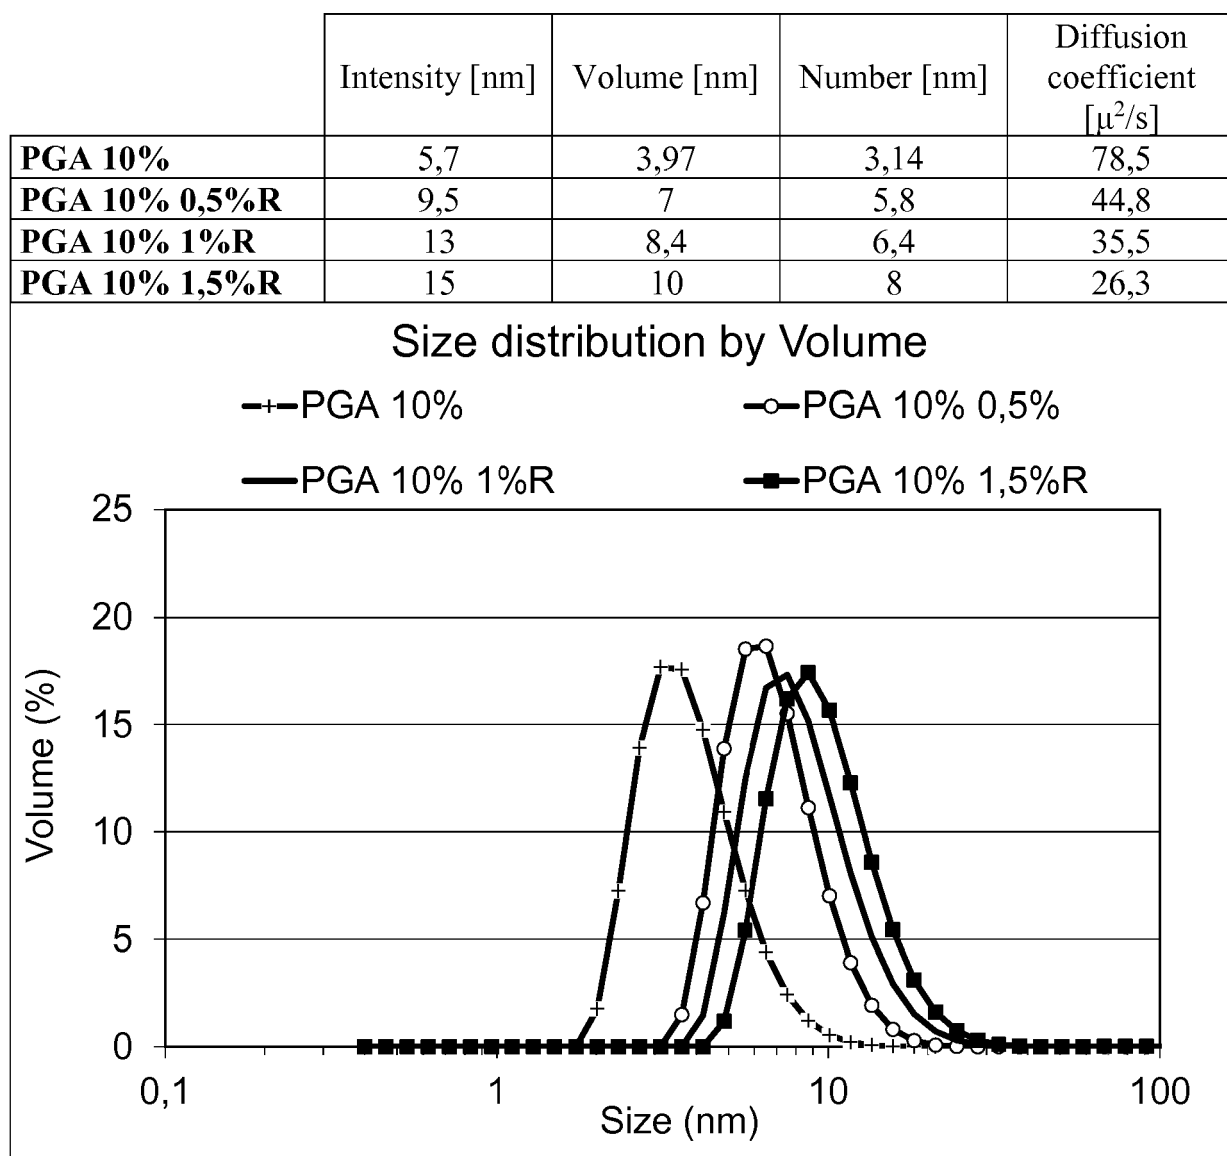 Intensity [nm] Volume [nm] Number [nm] Diffusion coefficient [μ²/s]
PGA 10% 5,7 3,97 3,14 78,5
PGA 10% 0,5%R 9,5 7 5,8 44,8
PGA 10% 1%R 13 8,4 6,4 35,5
PGA 10% 1,5%R 15 10 8 26,3
Size distribution by Volume
PGA 10% PGA 10% 0,5%
PGA 10% 1%R PGA 10% 1,5%R
25
20
15
10
5
0
Volume (%)
0,1 1 10 100
Size (nm)